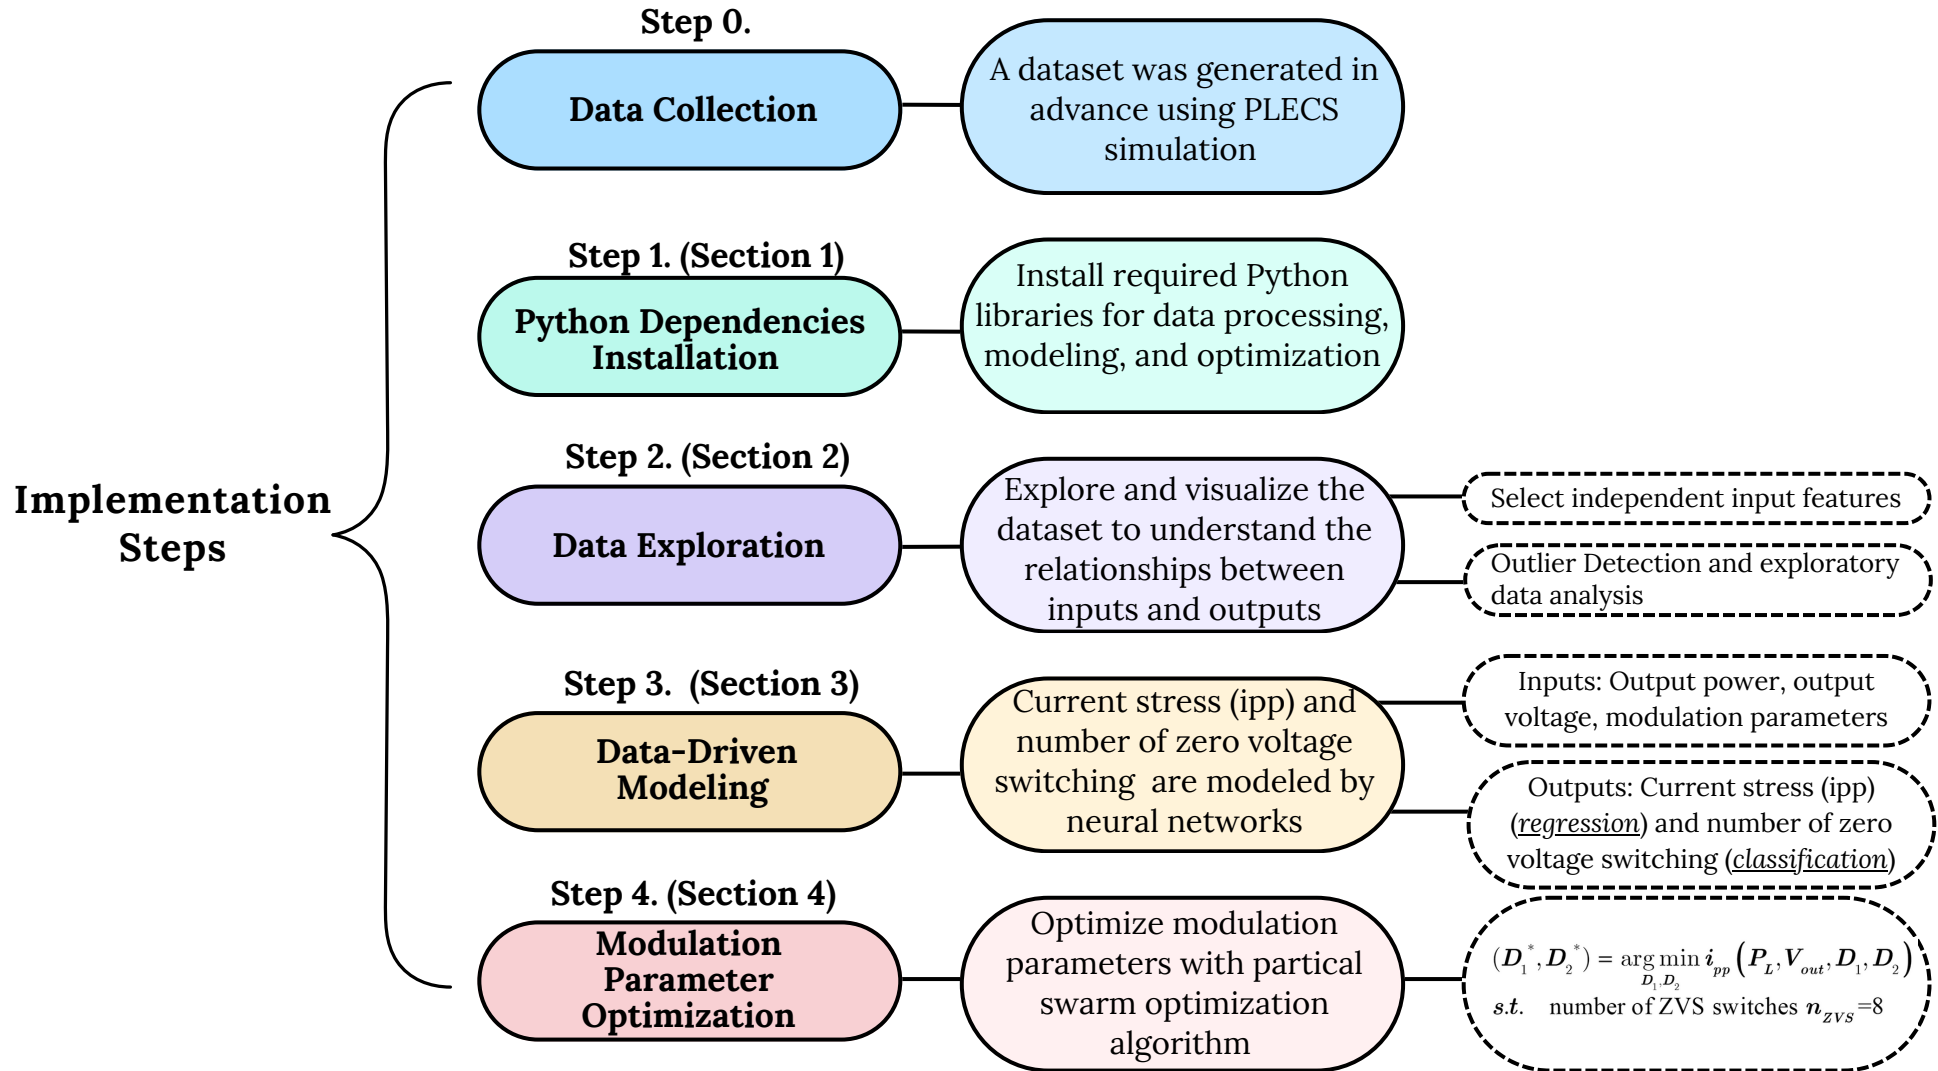 Implementation
Steps
Step 0.
Data Collection
A dataset was generated in
advance using PLECS
simulation
Step 1. (Section 1)
Python Dependencies
Installation
Install required Python
libraries for data processing,
modeling, and optimization
Step 2. (Section 2)
Data Exploration
Explore and visualize the
dataset to understand the
relationships between
inputs and outputs
Select independent input features
Outlier Detection and exploratory
data analysis
Step 3. (Section 3)
Data-Driven
Modeling
Current stress (ipp) and
number of zero voltage
switching are modeled by
neural networks
Inputs: Output power, output
voltage, modulation parameters
Outputs: Current stress (ipp)
(regression) and number of zero
voltage switching (classification)
Step 4. (Section 4)
Modulation
Parameter
Optimization
Optimize modulation
parameters with partical
swarm optimization
algorithm
(D₁*, D₂*) = arg min i_pp (P_L, V_out, D₁, D₂)
D₁, D₂
s.t. number of ZVS switches n_ZVS=8